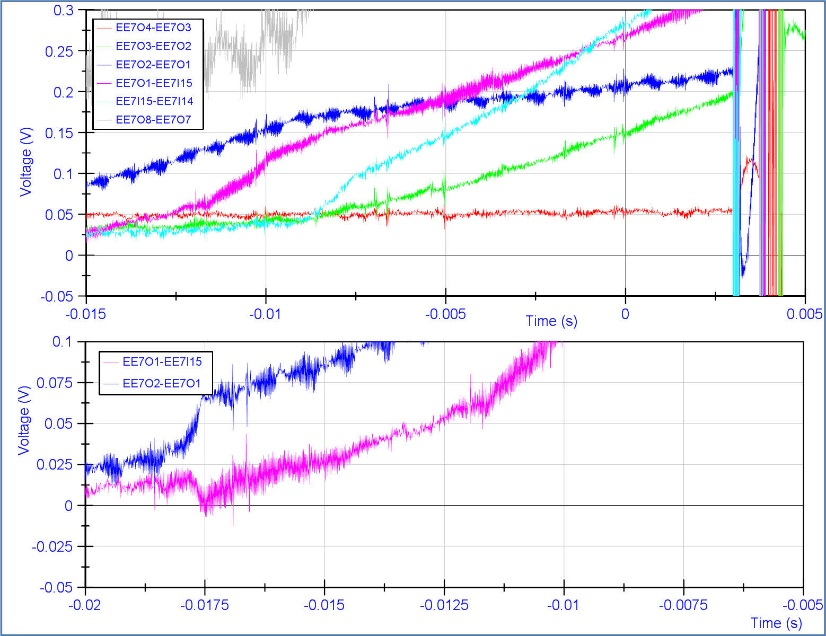 0.3
0.25
0.2
0.15
0.1
0.05
0
-0.05
Voltage (V)
EE7O4-EE7O3
EE7O3-EE7O2
EE7O2-EE7O1
EE7O1-EE7I15
EE7I15-EE7I14
EE7O8-EE7O7
-0.015 -0.01 -0.005 0 0.005
Time (s)
0.1
0.075
0.05
0.025
0
-0.025
-0.05
Voltage (V)
EE7O1-EE7I15
EE7O2-EE7O1
-0.02 -0.0175 -0.015 -0.0125 -0.01 -0.0075 -0.005
Time (s)